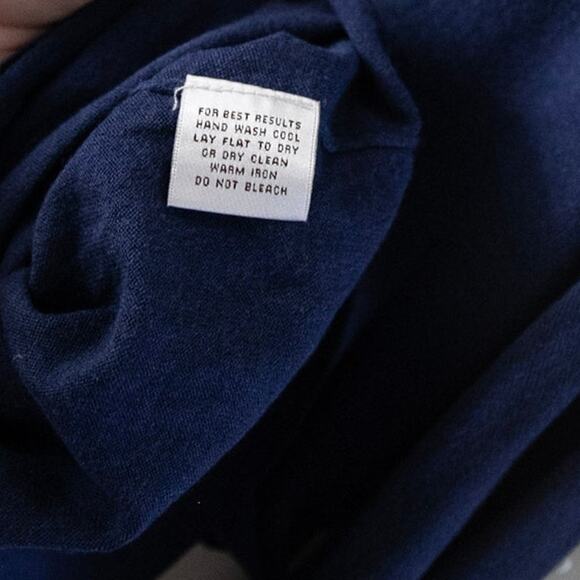 FOR BEST RESULTS
HAND WASH COOL
LAY FLAT TO DRY
OR DRY CLEAN
WARM IRON
DO NOT BLEACH